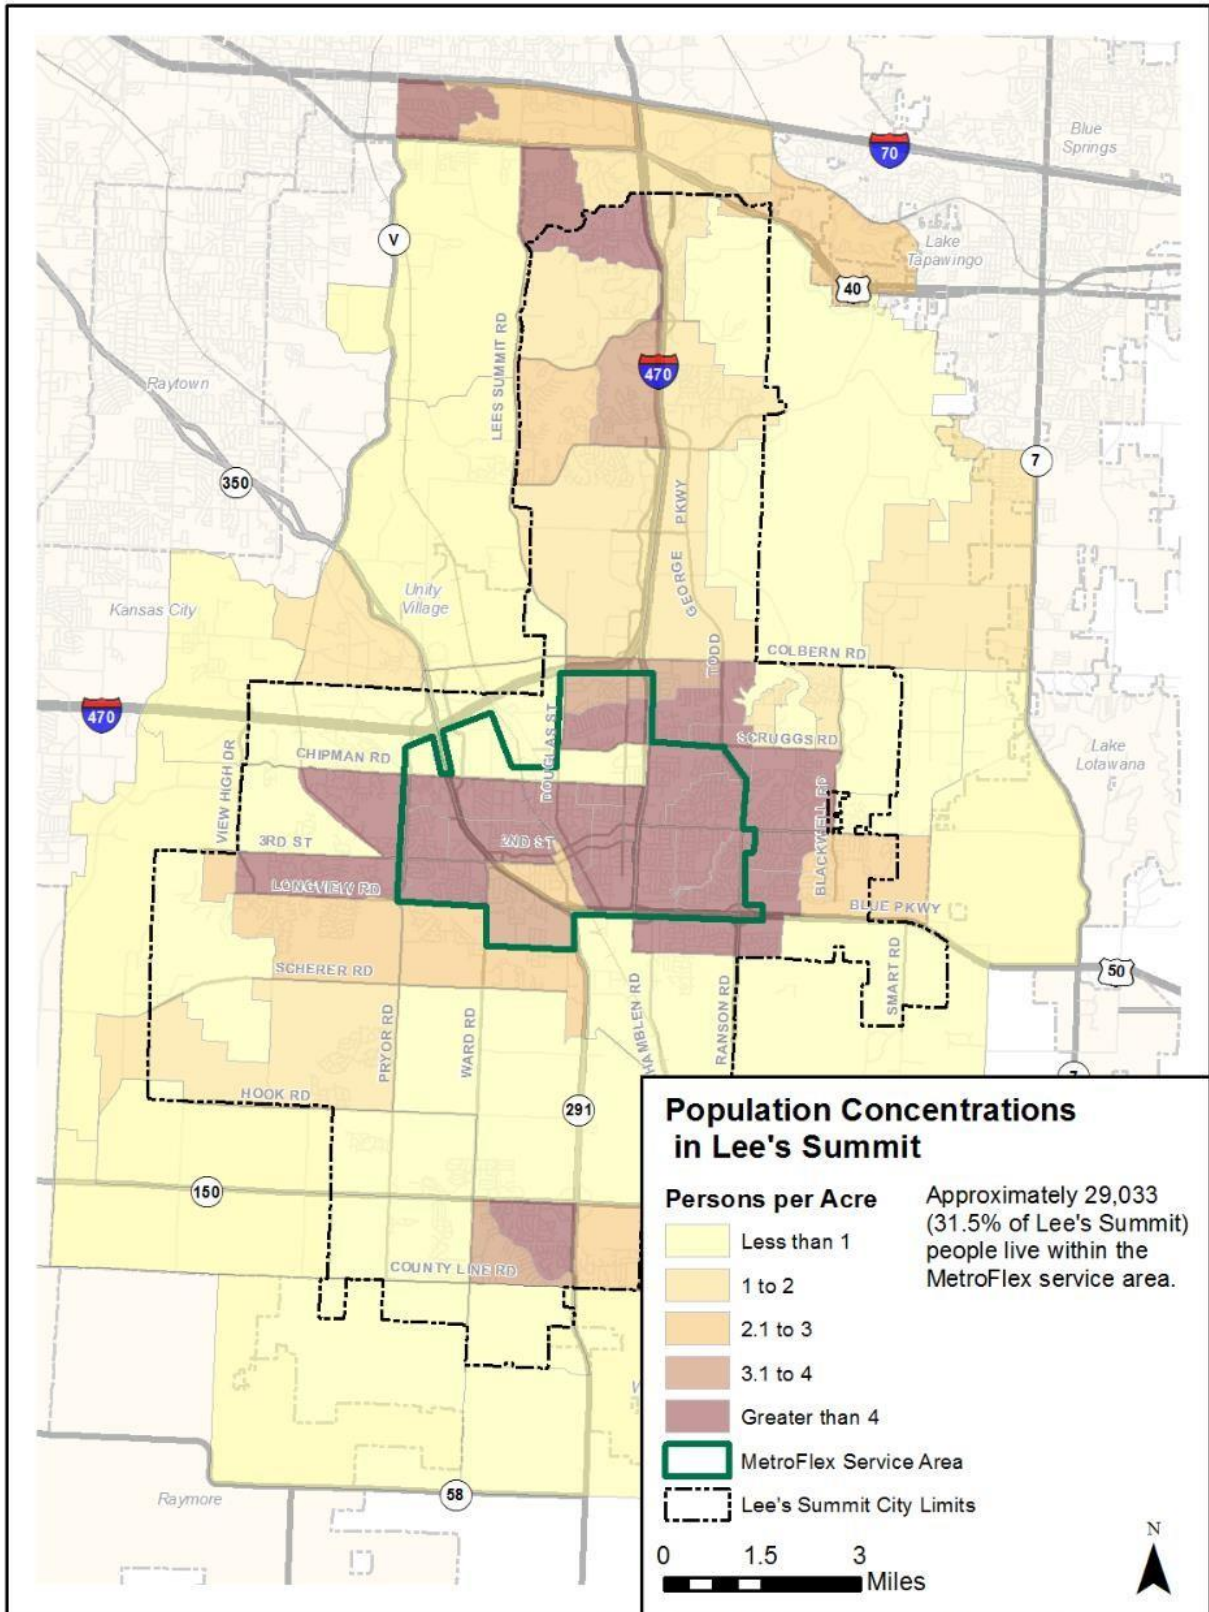 70
Blue
Springs
V
Lake
Tapawingo
40
LEES SUMMIT RD
470
Raytown
7
350
GEORGE
PKWY
Unity
Village
Kansas City
TODD
COLBERN RD
470
DOUGLAS ST
SCRUGGS RD
CHIPMAN RD
VIEW HIGH DR
Lake
Lotawana
BLACKWELL RD
3RD ST
2ND ST
LONGVIEW RD
BLUE PKWY
SCHERER RD
SMART RD
50
PRYOR RD
WARD RD
HAMBLEN RD
RANSON RD
7
HOOK RD
291
150
COUNTY LINE RD
58
Raymore
Population Concentrations
in Lee's Summit
Persons per Acre
Less than 1
1 to 2
2.1 to 3
3.1 to 4
Greater than 4
MetroFlex Service Area
Lee's Summit City Limits
Approximately 29,033
(31.5% of Lee's Summit)
people live within the
MetroFlex service area.
0 1.5 3
Miles
N